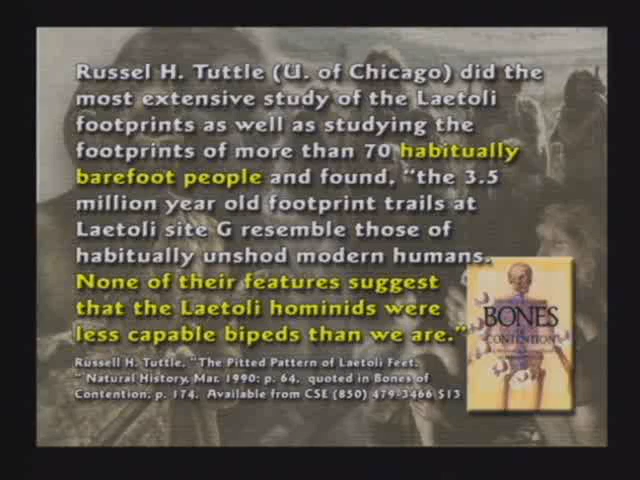 Russel H. Tuttle (U. of Chicago) did the
most extensive study of the Laetoli
footprints as well as studying the
footprints of more than 70 habitually
barefoot people and found, "the 3.5
million year old footprint trails at
Laetoli site G resemble those of
habitually unshod modern humans.
None of their features suggest
that the Laetoli hominids were
less capable bipeds than we are."
Russell H. Tuttle, "The Pitted Pattern of Laetoli Feet.
" Natural History, Mar. 1990: p. 64, quoted in Bones of
Contention, p. 174. Available from CSE (850) 479-3466 $13
BONES
CONTENTION